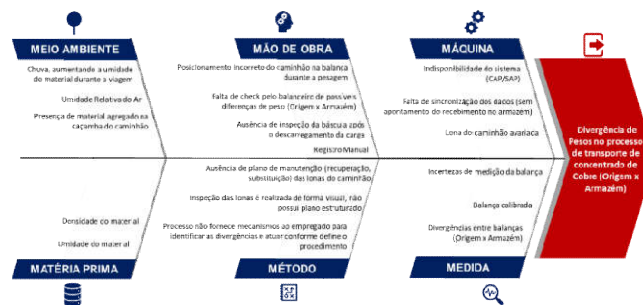 MEIO AMBIENTE
Chuva, aumentando a umidade
do material durante a viagem
Umidade Relativa do Ar
Presença de material agregado na
caçamba do caminhão
MÃO DE OBRA
Posicionamento incorreto do caminhão na balança
durante a pesagem
Falta de check pelo balanceiro de possíveis
diferenças de peso (Origem x Armazém)
Ausência de inspeção da báscula após
o descarregamento da carga
Registro Manual
MÁQUINA
Indisponibilidade do sistema
(CAP/SAP)
Falta de sincronização dos dados (sem
apontamento do recebimento no armazem)
Lona do caminhão avariada
Divergência de
Pesos no processo
de transporte de
concentrado de
Cobre (Origem x
Armazém)
Densidade do material
Umidade do material
MATÉRIA PRIMA
Ausência de plano de manutenção (recuperação,
substituição) das lonas do caminhão
Inspeção das lonas é realizada de forma visual, não
possui plano estruturado
Processo não fornece mecanismos ao empregado para
identificar as divergências e atuar conforme define o
procedimento
MÉTODO
Incertezas de medição da balança
Balança calibrada
Divergências entre balanças
(Origem x Armazém)
MEDIDA